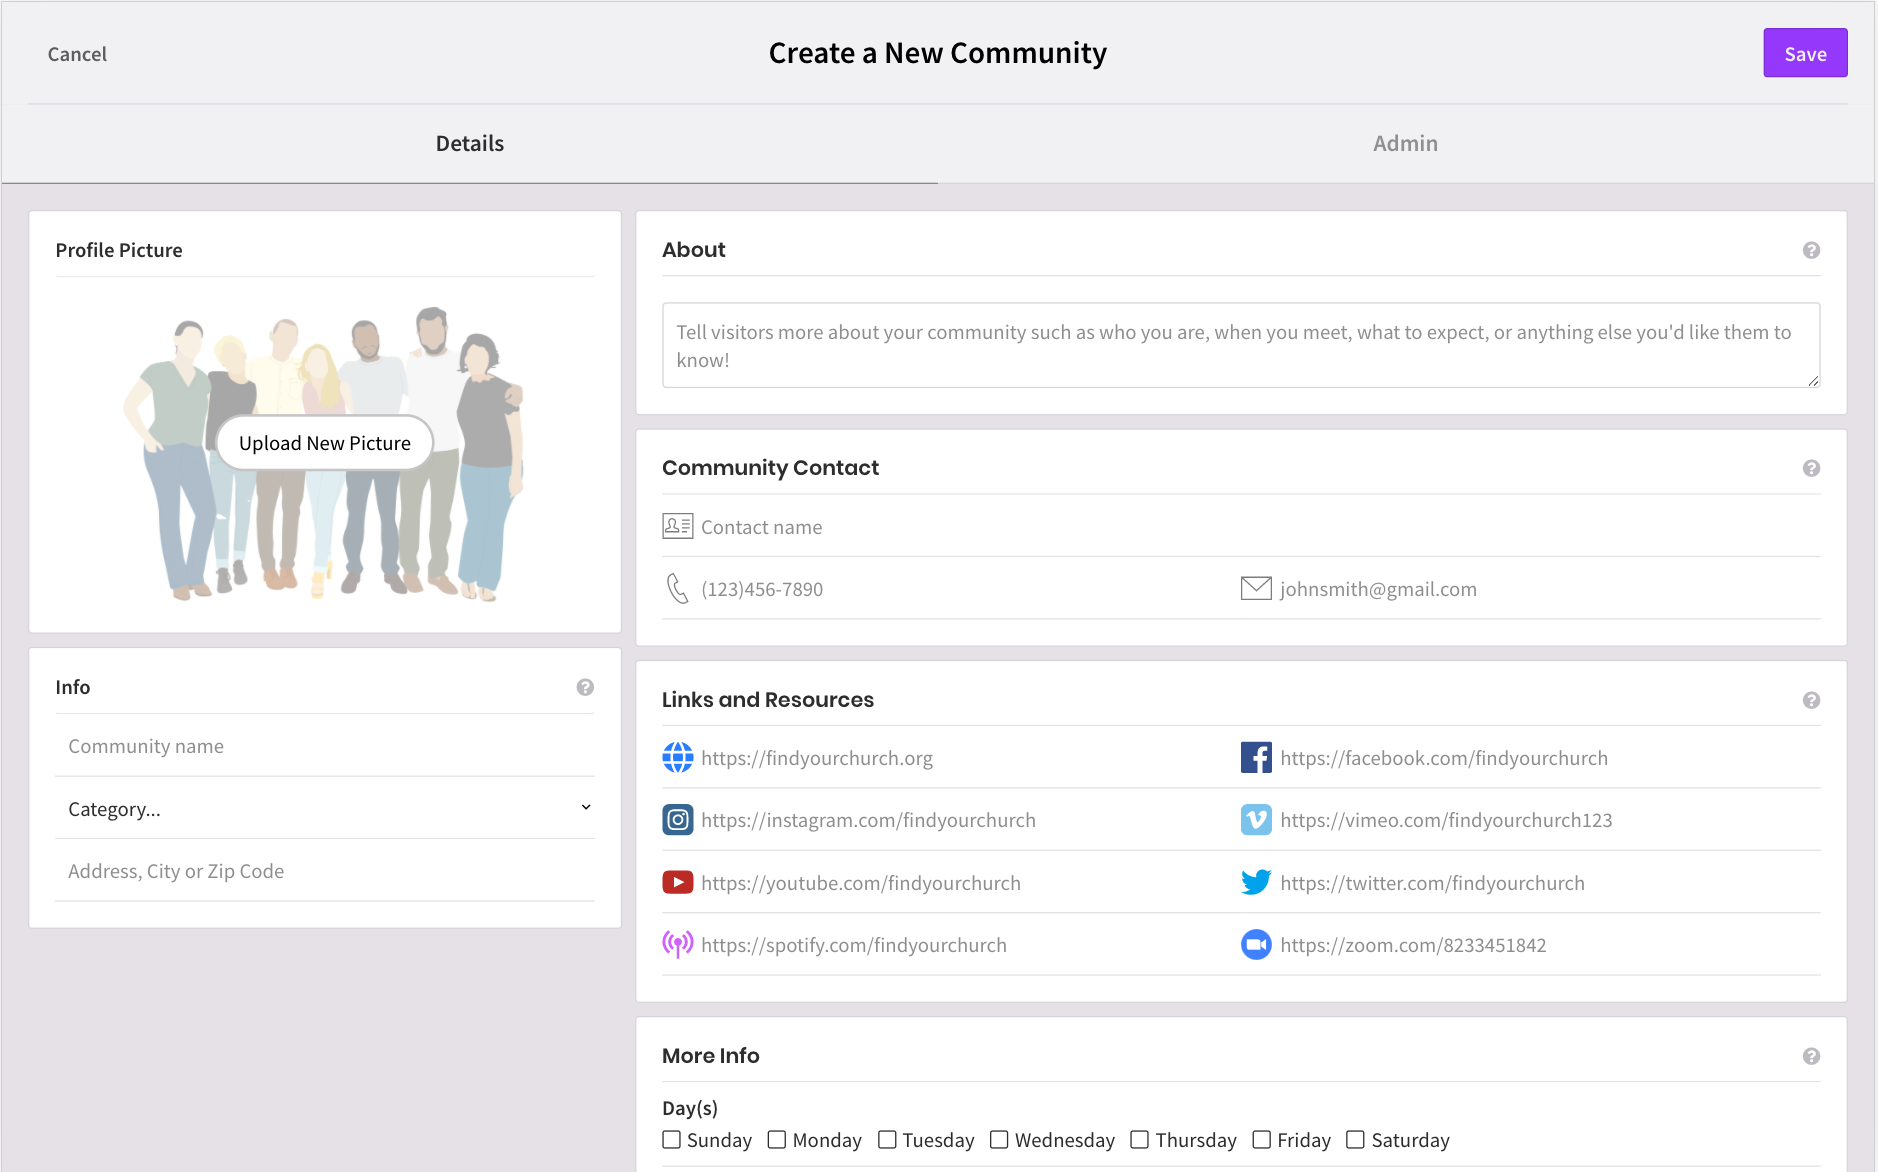 Cancel
Create a New Community
Save
Details
Admin
Profile Picture
Upload New Picture
Info
?
Community name
Category...
Address, City or Zip Code
About
?
Tell visitors more about your community such as who you are, when you meet, what to expect, or anything else you'd like them to
know!
Community Contact
?
Contact name
(123)456-7890
johnsmith@gmail.com
Links and Resources
?
https://findyourchurch.org
https://facebook.com/findyourchurch
https://instagram.com/findyourchurch
https://vimeo.com/findyourchurch123
https://youtube.com/findyourchurch
https://twitter.com/findyourchurch
https://spotify.com/findyourchurch
https://zoom.com/8233451842
More Info
?
Day(s)
Sunday Monday Tuesday Wednesday Thursday Friday Saturday